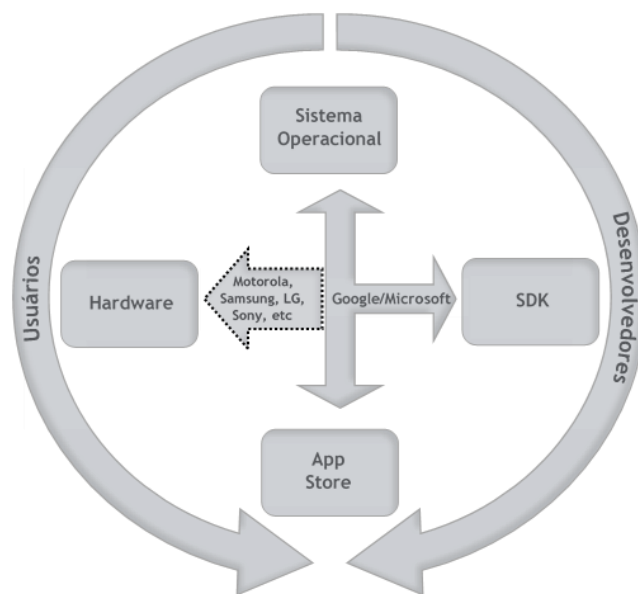 Sistema
Operacional
Usuários
Desenvolvedores
Hardware
Motorola,
Samsung, LG,
Sony, etc
Google/Microsoft
SDK
App
Store